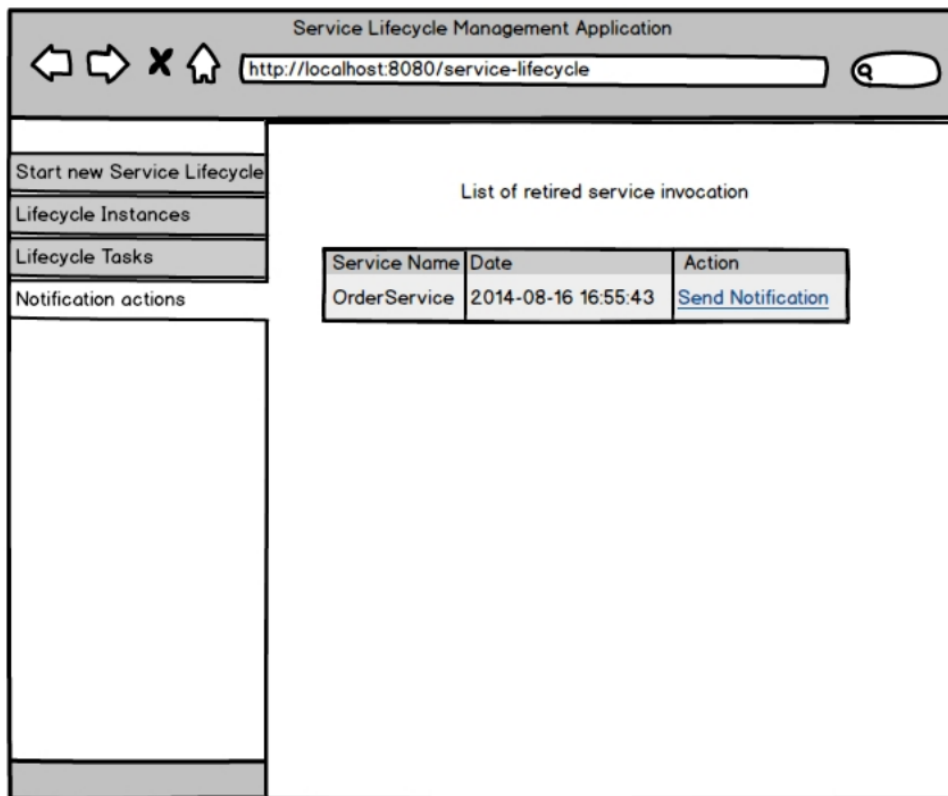 Service Lifecycle Management Application
http://localhost:8080/service-lifecycle
Start new Service Lifecycle
Lifecycle Instances
Lifecycle Tasks
Notification actions
List of retired service invocation
Service Name Date Action
OrderService 2014-08-16 16:55:43 Send Notification